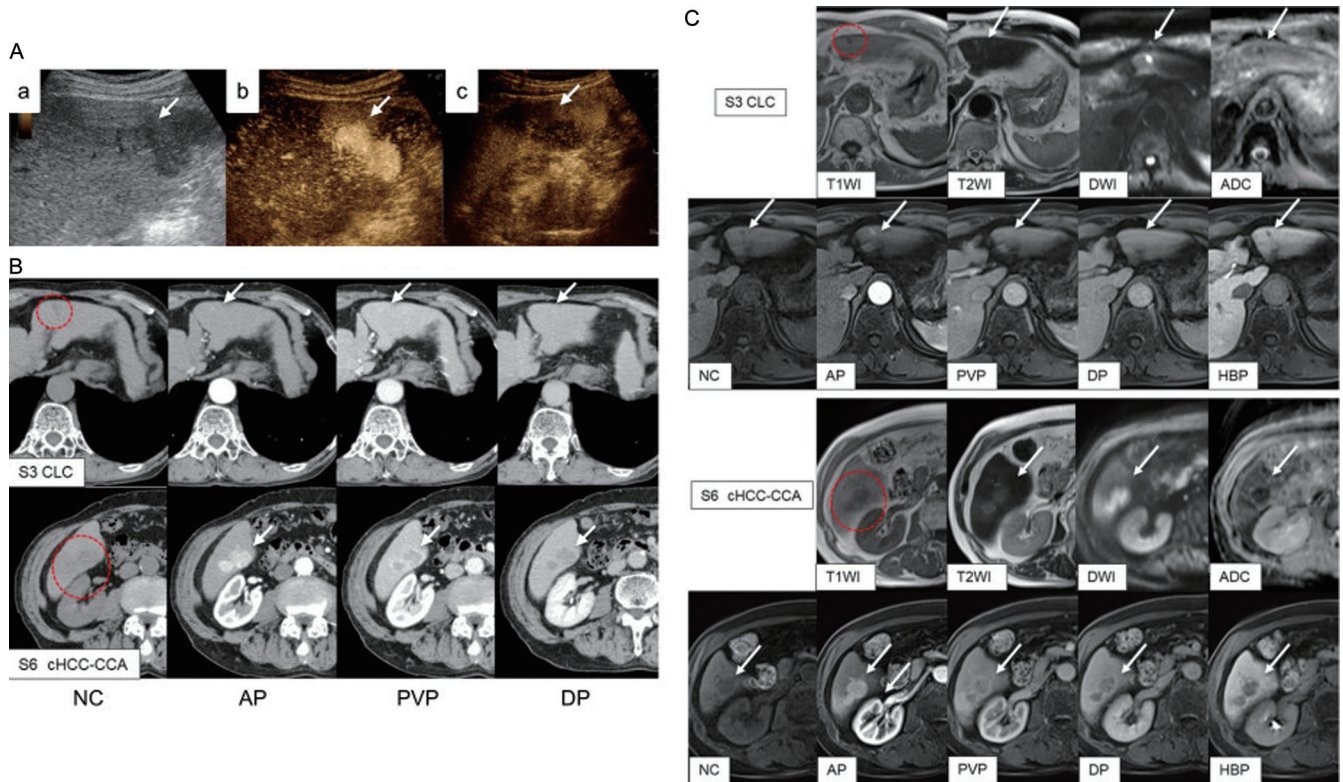 A
a
b
c
B
S3 CLC
S6 cHCC-CCA
NC
AP
PVP
DP
C
S3 CLC
T1WI
T2WI
DWI
ADC
NC
AP
PVP
DP
HBP
S6 cHCC-CCA
T1WI
T2WI
DWI
ADC
NC
AP
PVP
DP
HBP